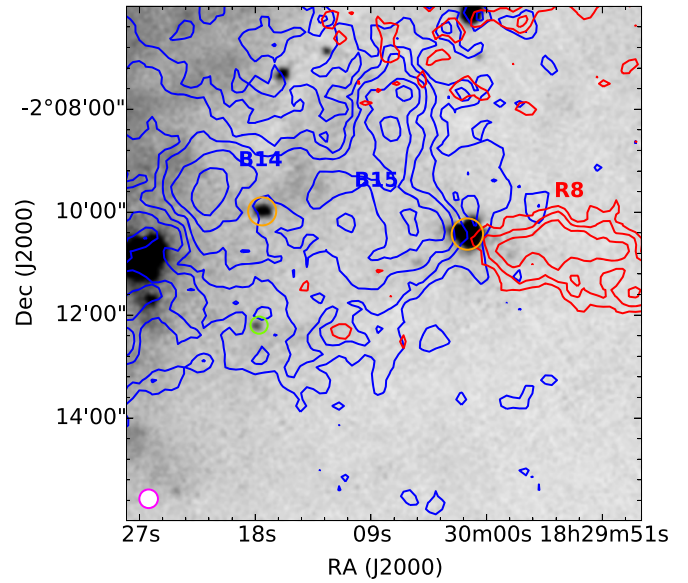 -2°08'00"
B14
B15
R8
10'00"
12'00"
14'00"
Dec (J2000)
27s 18s 09s 30m00s 18h29m51s
RA (J2000)